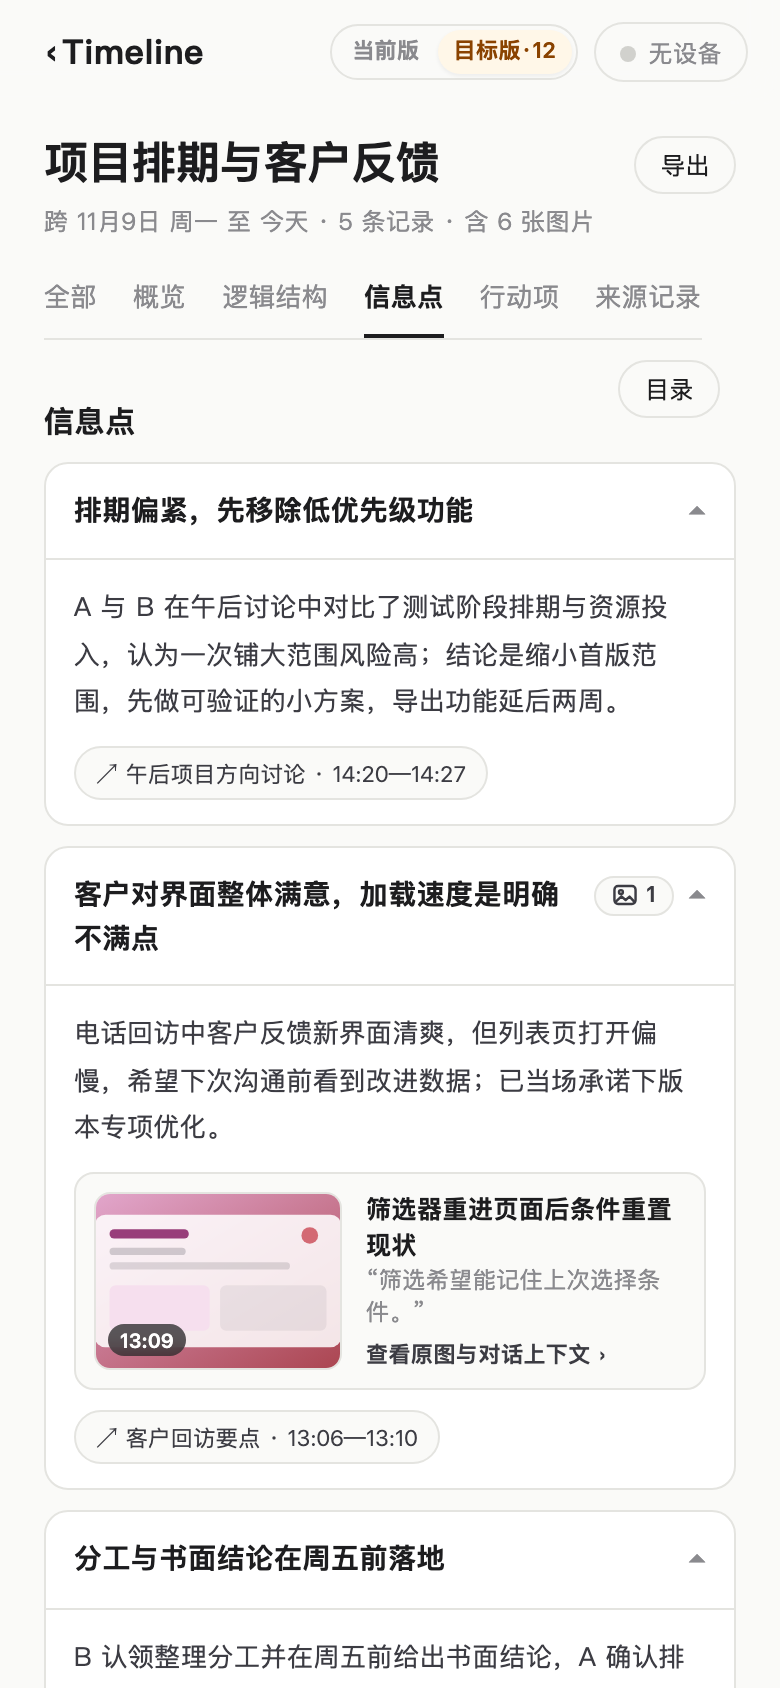 ‹ Timeline
当前版 目标版·12
无设备
项目排期与客户反馈
导出
跨 11月9日 周一 至 今天 · 5 条记录 · 含 6 张图片
全部 概览 逻辑结构 信息点 行动项 来源记录
目录
信息点
排期偏紧，先移除低优先级功能
A 与 B 在午后讨论中对比了测试阶段排期与资源投
入，认为一次铺大范围风险高；结论是缩小首版范
围，先做可验证的小方案，导出功能延后两周。
↗ 午后项目方向讨论 · 14:20—14:27
客户对界面整体满意，加载速度是明确
不满点
1
电话回访中客户反馈新界面清爽，但列表页打开偏
慢，希望下次沟通前看到改进数据；已当场承诺下版
本专项优化。
13:09
筛选器重进页面后条件重置
现状
“筛选希望能记住上次选择条
件。”
查看原图与对话上下文 ›
↗ 客户回访要点 · 13:06—13:10
分工与书面结论在周五前落地
B 认领整理分工并在周五前给出书面结论，A 确认排